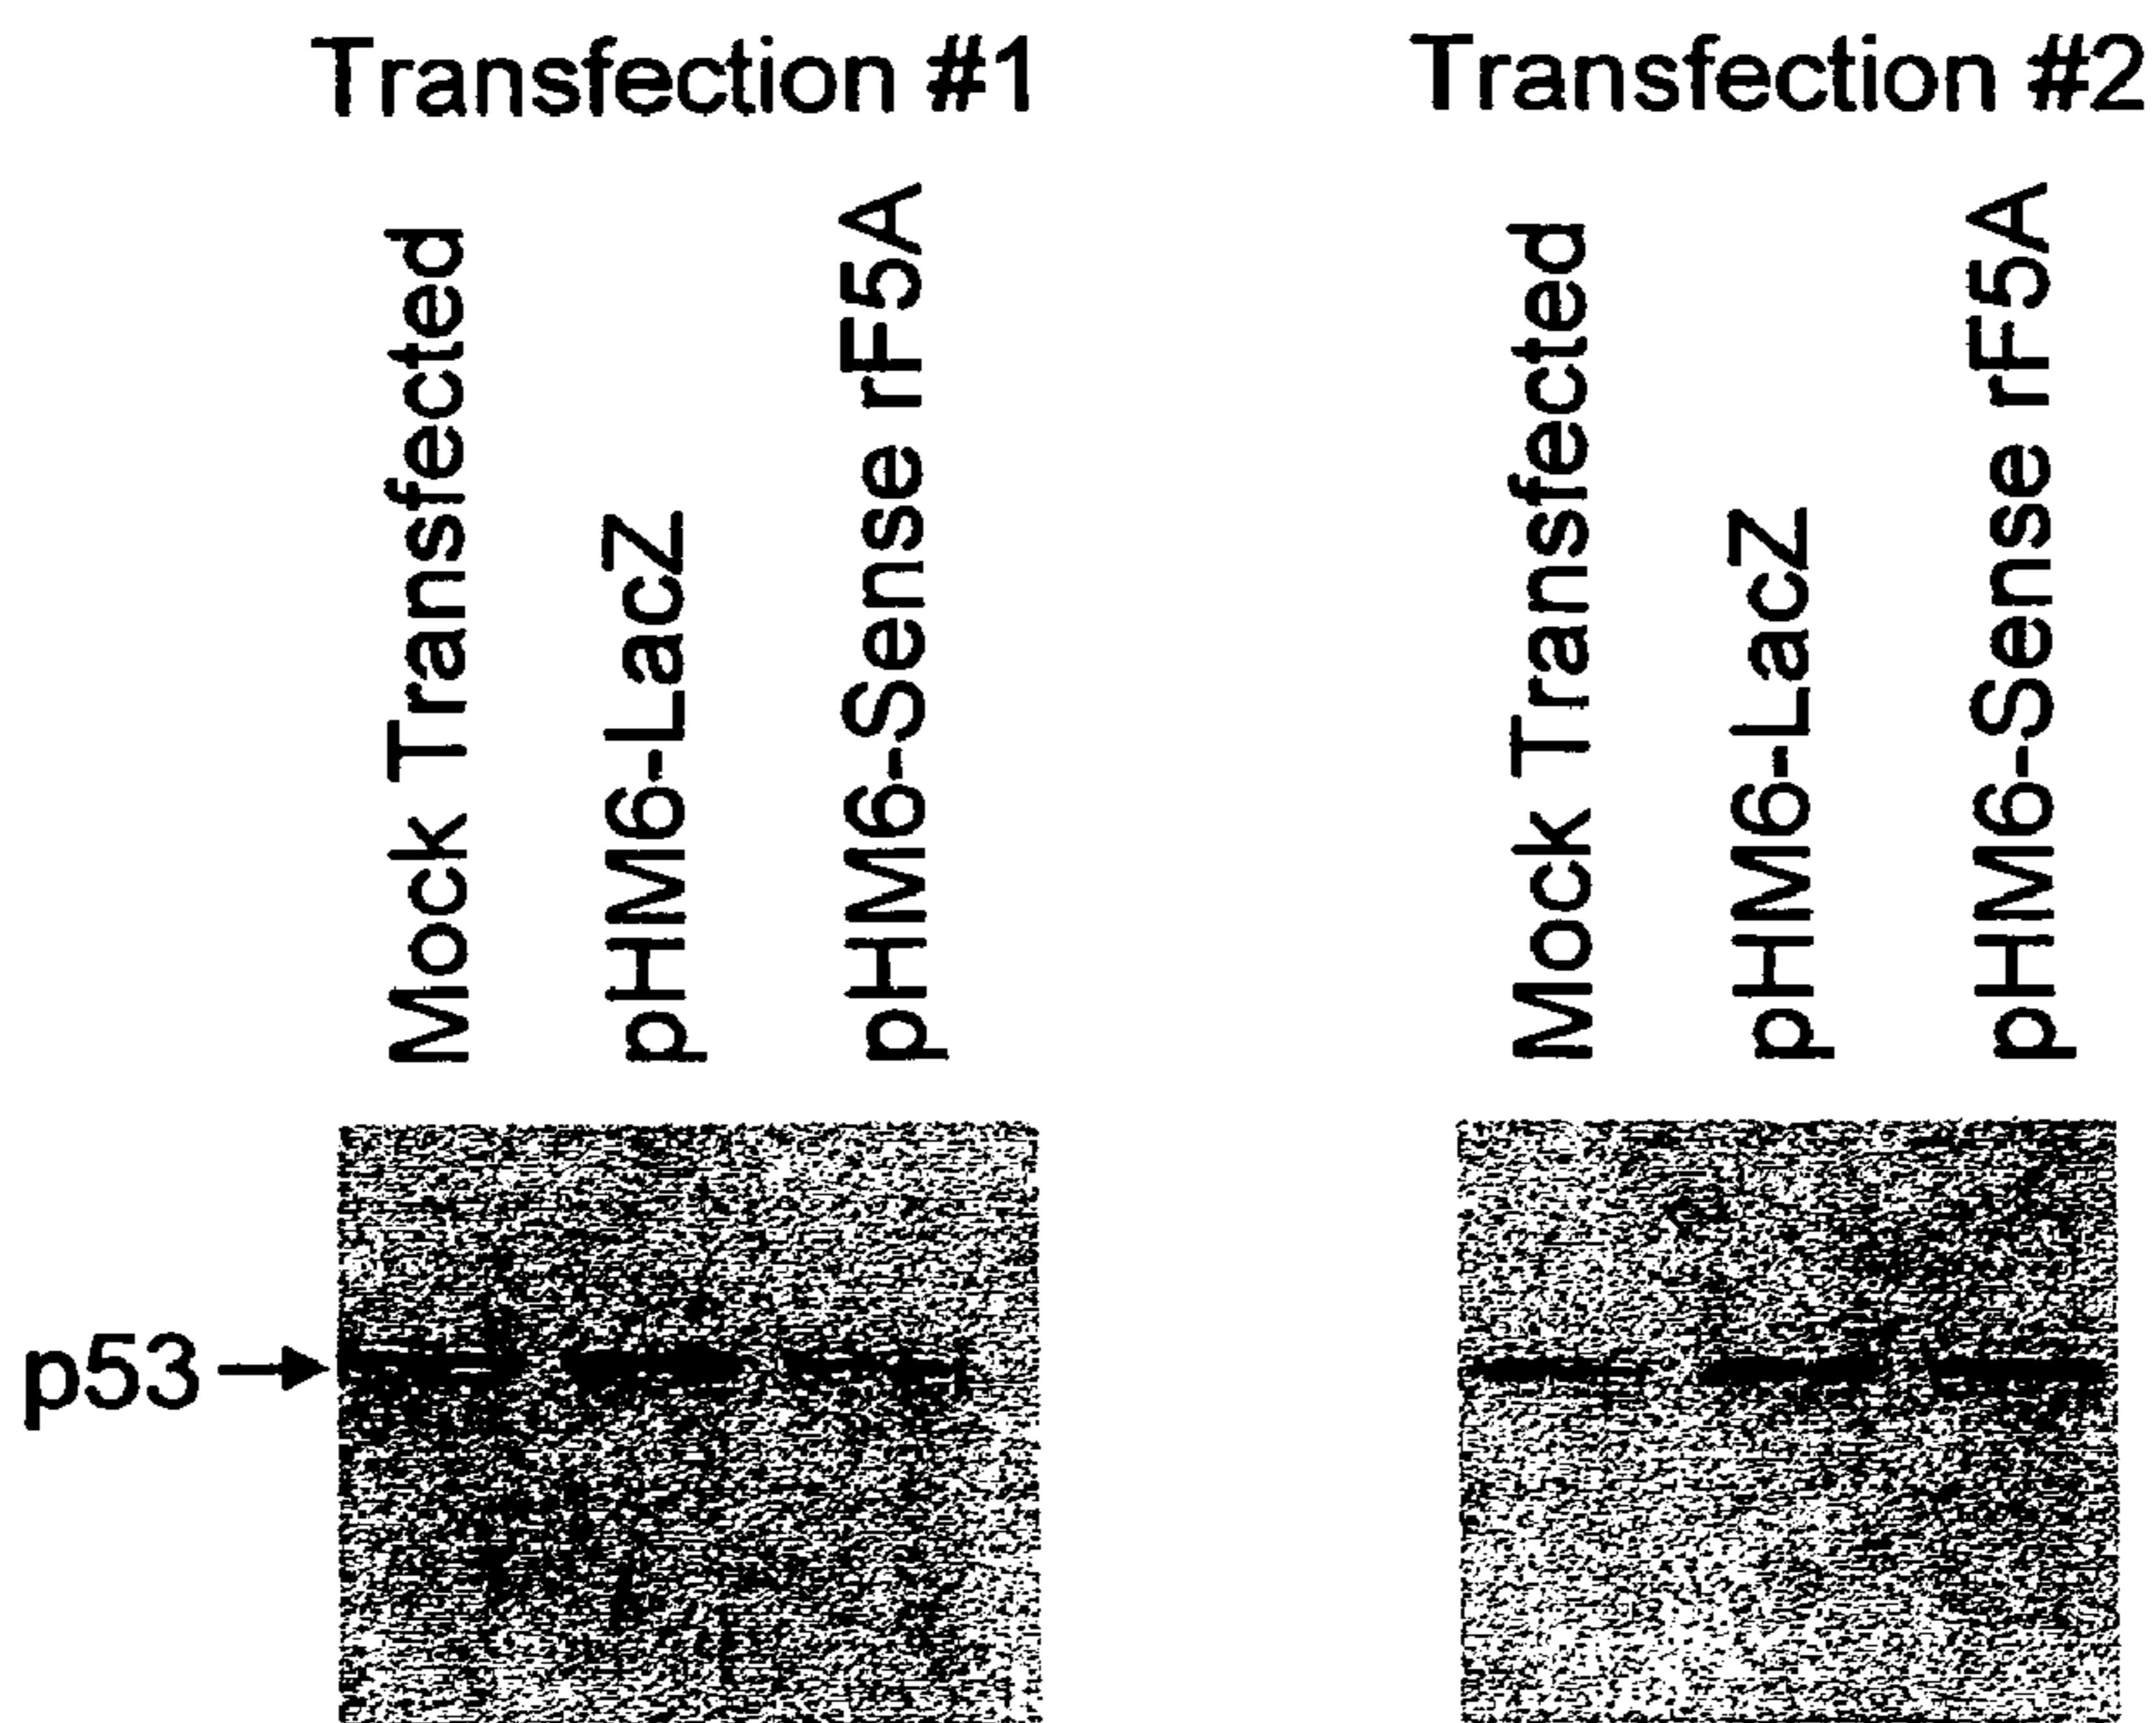 Transfection #1
Mock Transfected
pHM6-LacZ
pHM6-Sense rF5A
Transfection #2
Mock Transfected
pHM6-LacZ
pHM6-Sense rF5A
p53